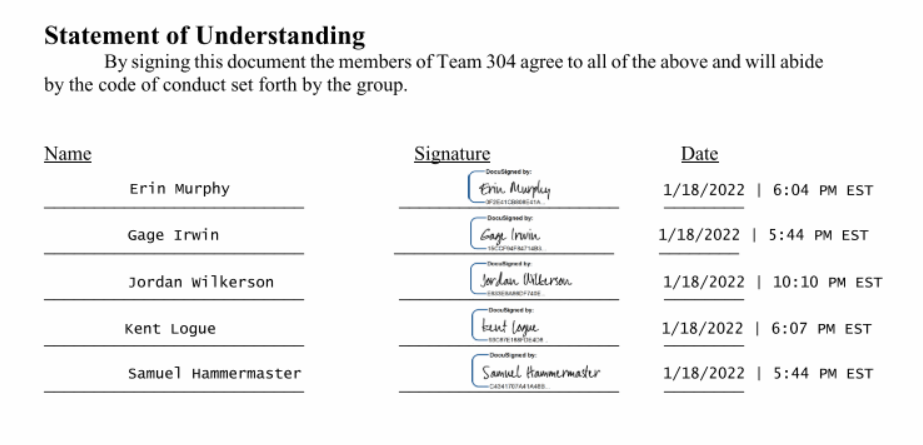 Statement of Understanding
By signing this document the members of Team 304 agree to all of the above and will abide
by the code of conduct set forth by the group.
Name Signature Date
DocuSigned by:
Erin Murphy Erin Murphy 1/18/2022 | 6:04 PM EST
DocuSigned by:
Gage Irwin Gage Irwin 1/18/2022 | 5:44 PM EST
DocuSigned by:
Jordan Wilkerson Jordan Wilkerson 1/18/2022 | 10:10 PM EST
DocuSigned by:
Kent Logue Kent Logue 1/18/2022 | 6:07 PM EST
DocuSigned by:
Samuel Hammermaster Samuel Hammermaster 1/18/2022 | 5:44 PM EST